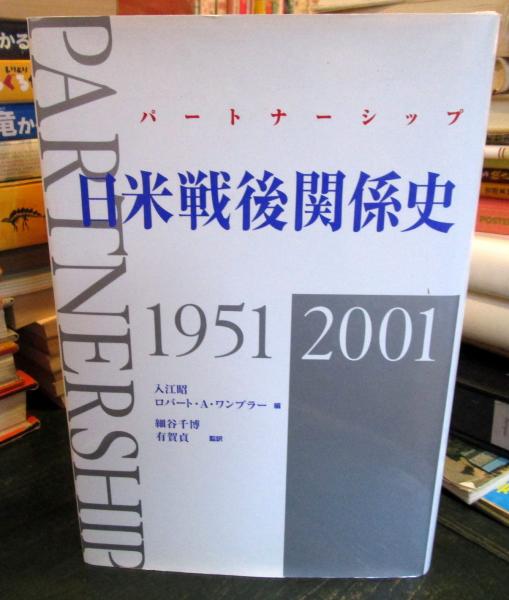 PARTNERSHIP
パートナーシップ
日米戦後関係史
1951
2001
入江昭
ロバート・A・ワンプラー 編
細谷千博
有賀貞 監訳
POSTE